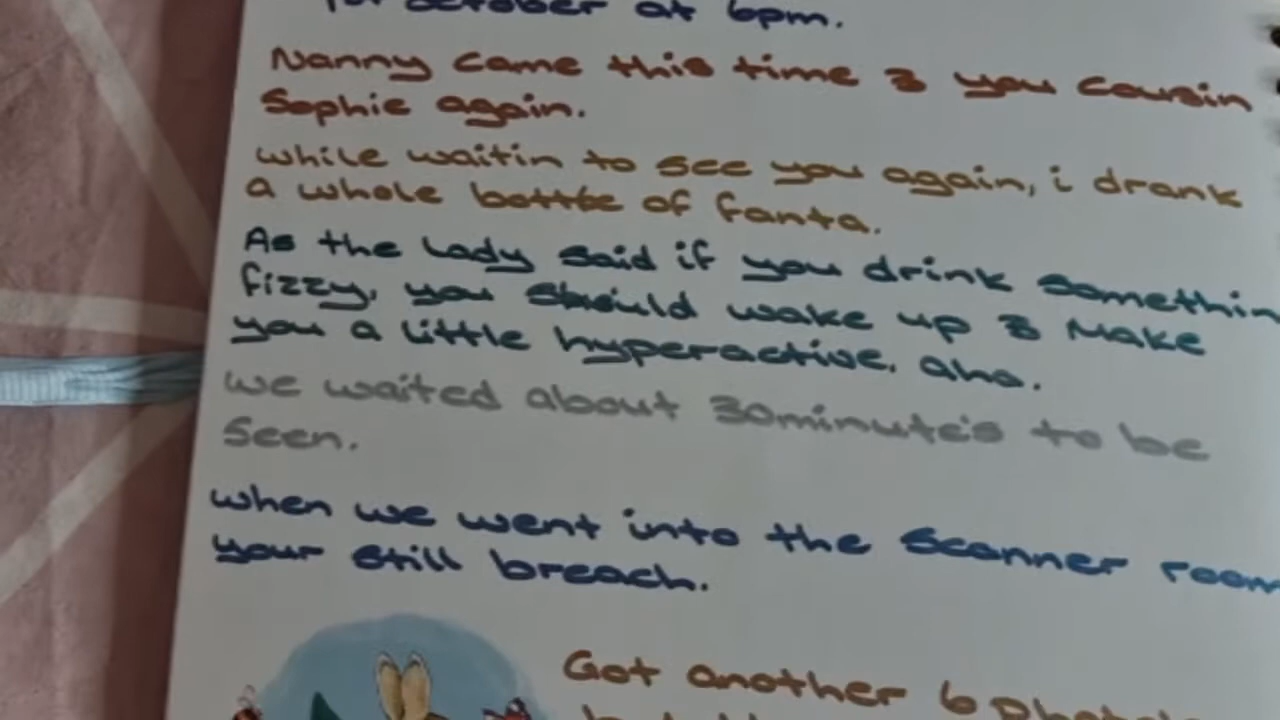 October at 6pm.
Nanny came this time & you cousin
Sophie again.
while waitin to see you again, i drank
a whole bottle of fanta.
As the lady said if you drink somethin
fizzy, you should wake up & Make
you a little hyperactive, aha.
we waited about 30minute's to be
seen.
when we went into the scanner room
your still breach.
Got another 6